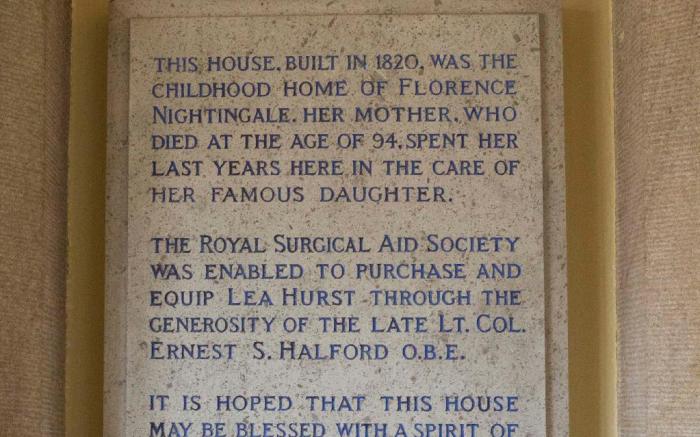 THIS HOUSE, BUILT IN 1820, WAS THE
CHILDHOOD HOME OF FLORENCE
NIGHTINGALE. HER MOTHER, WHO
DIED AT THE AGE OF 94, SPENT HER
LAST YEARS HERE IN THE CARE OF
HER FAMOUS DAUGHTER.
THE ROYAL SURGICAL AID SOCIETY
WAS ENABLED TO PURCHASE AND
EQUIP LEA HURST THROUGH THE
GENEROSITY OF THE LATE LT. COL.
ERNEST S. HALFORD O.B.E.
IT IS HOPED THAT THIS HOUSE
MAY BE BLESSED WITH A SPIRIT OF